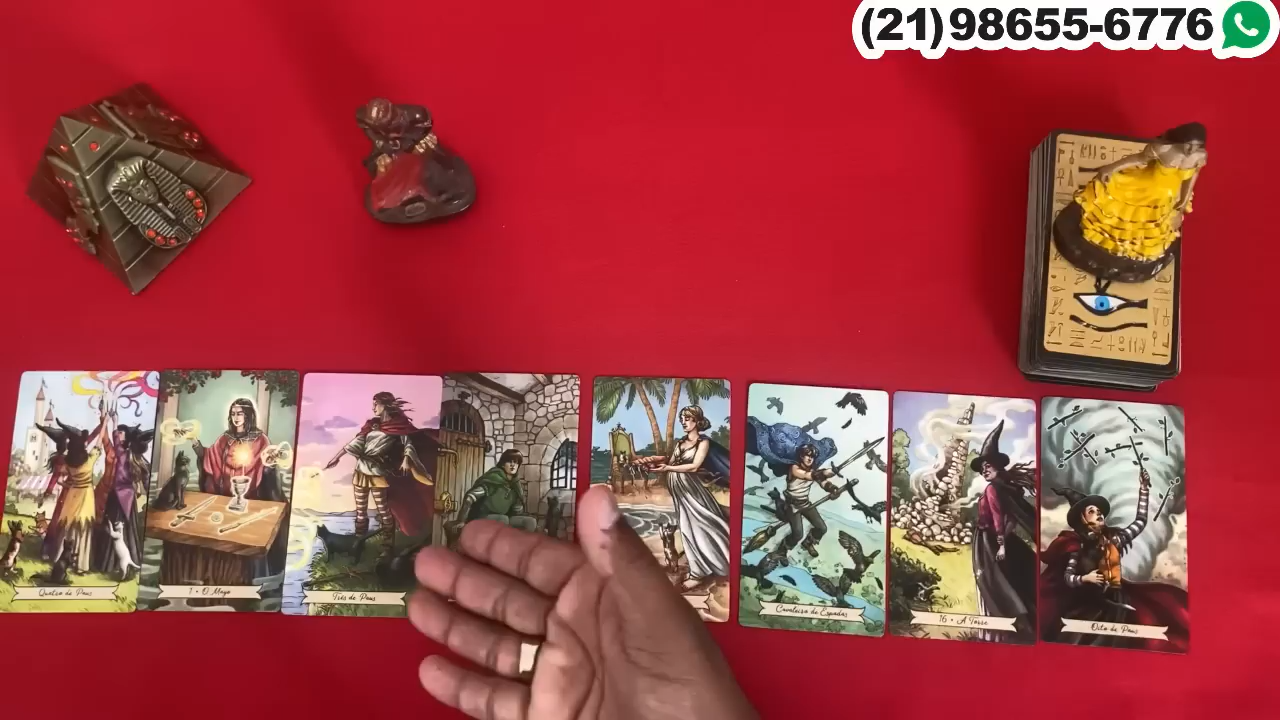 (21)98655-6776
Quatro de Paus
1 • O Mago
Três de Paus
Cavaleiro de Espadas
16 • A Torre
Oito de Paus